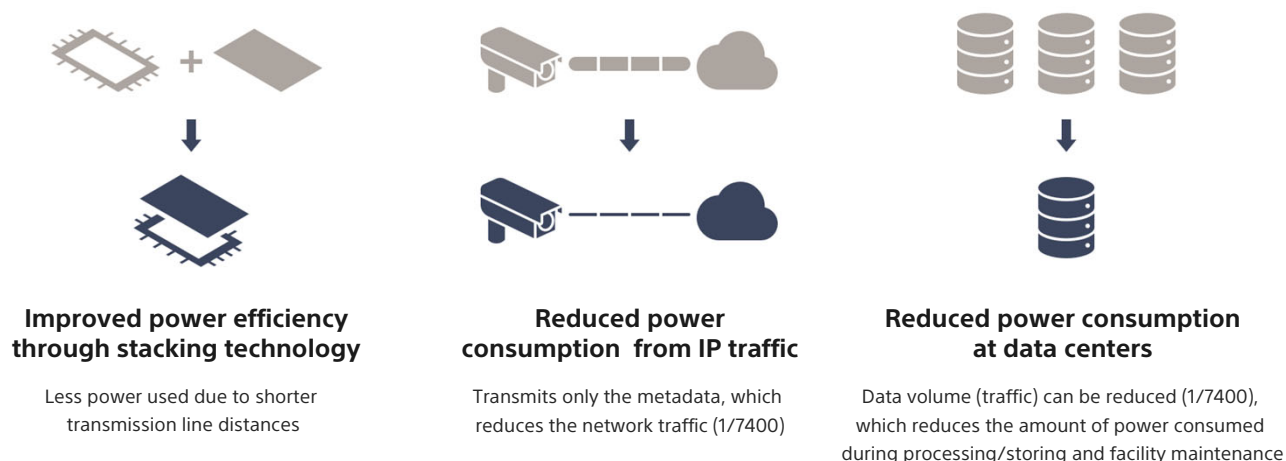 Improved power efficiency
through stacking technology
Less power used due to shorter
transmission line distances
Reduced power
consumption from IP traffic
Transmits only the metadata, which
reduces the network traffic (1/7400)
Reduced power consumption
at data centers
Data volume (traffic) can be reduced (1/7400),
which reduces the amount of power consumed
during processing/storing and facility maintenance